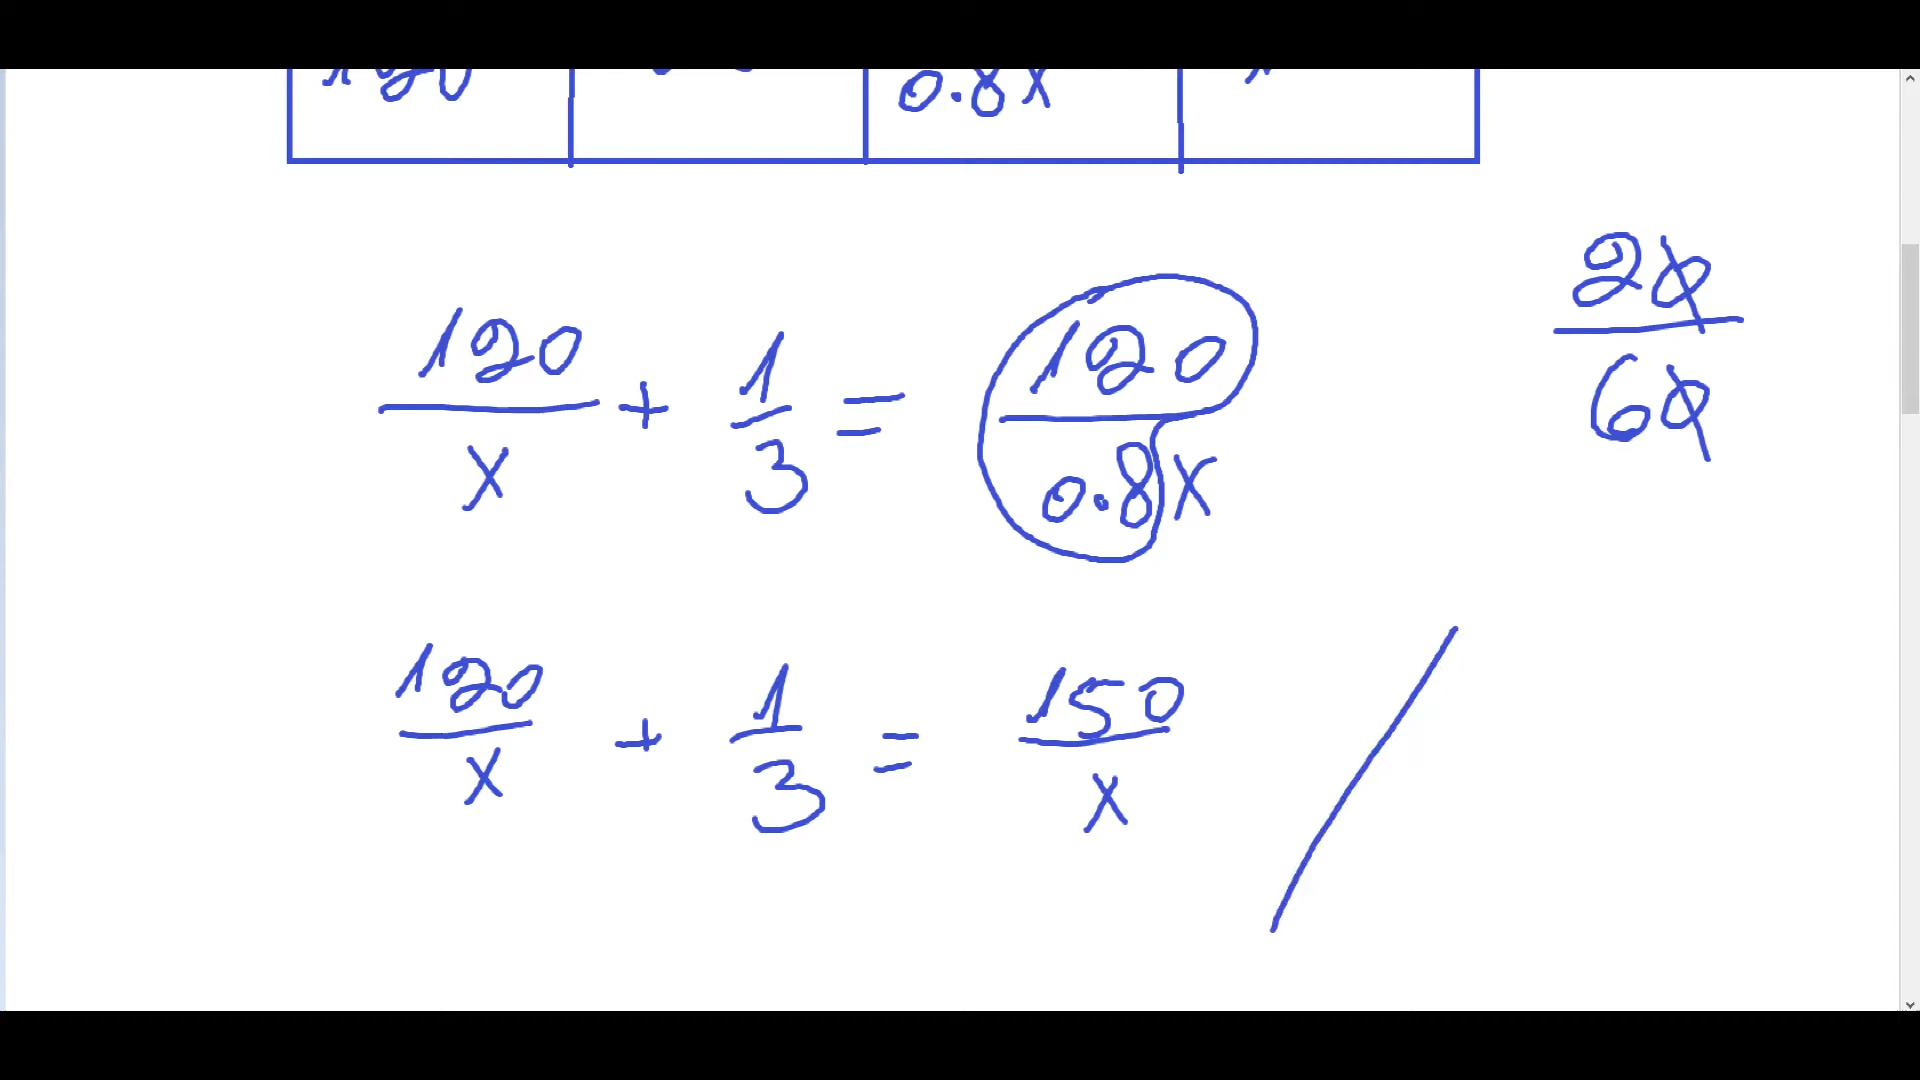 0.8x
120/x + 1/3 = 120/0.8x
20/60
120/x + 1/3 = 150/x /